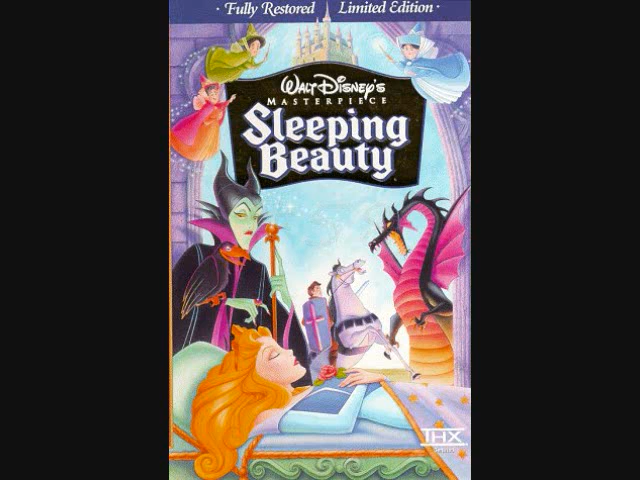 · Fully Restored Limited Edition ·
WALT DISNEY'S
MASTERPIECE
Sleeping
Beauty
THX